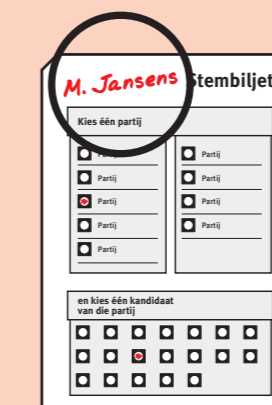 M. Jansens Stembiljet
Kies één partij
Partij Partij
Partij Partij
Partij Partij
Partij Partij
Partij
en kies één kandidaat
van die partij